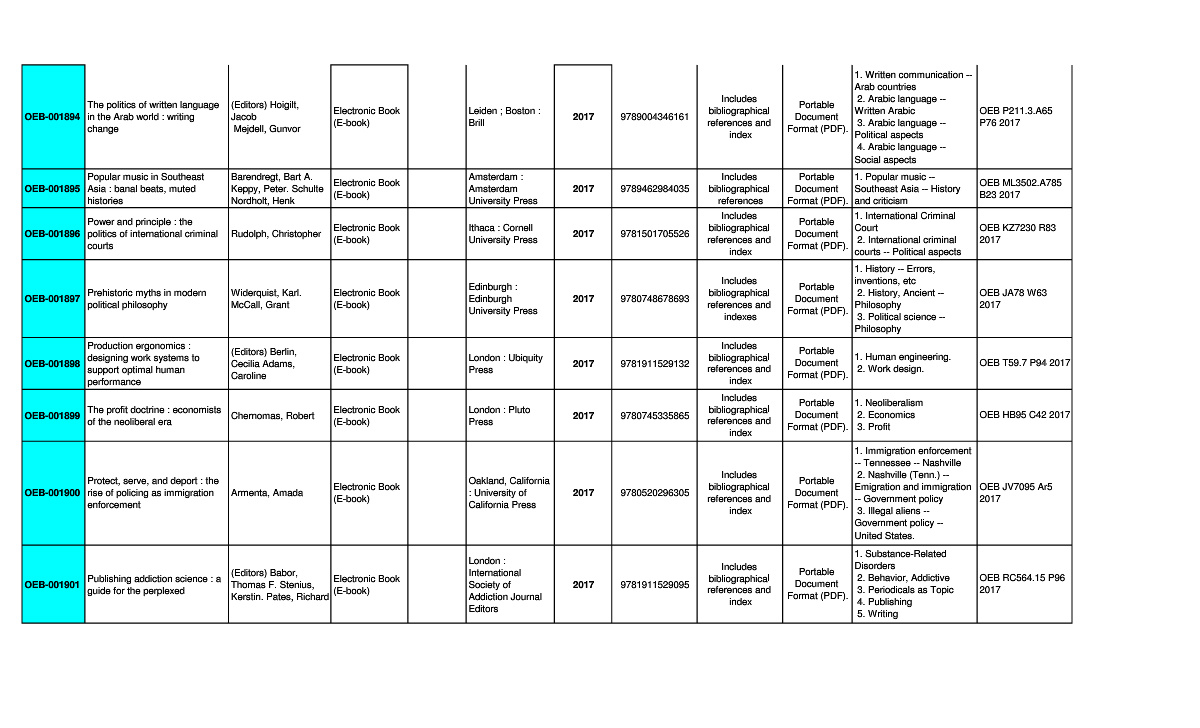 OEB-001894
The politics of written language
in the Arab world : writing
change
(Editors) Hoigilt,
Jacob
Mejdell, Gunvor
Electronic Book
(E-book)
Leiden ; Boston :
Brill
2017
9789004346161
Includes
bibliographical
references and
index
Portable
Document
Format (PDF).
1. Written communication --
Arab countries
2. Arabic language --
Written Arabic
3. Arabic language --
Political aspects
4. Arabic language --
Social aspects
OEB P211.3.A65
P76 2017
OEB-001895
Popular music in Southeast
Asia : banal beats, muted
histories
Barendregt, Bart A.
Keppy, Peter. Schulte
Nordholt, Henk
Electronic Book
(E-book)
Amsterdam :
Amsterdam
University Press
2017
9789462984035
Includes
bibliographical
references
Portable
Document
Format (PDF).
1. Popular music --
Southeast Asia -- History
and criticism
OEB ML3502.A785
B23 2017
OEB-001896
Power and principle : the
politics of international criminal
courts
Rudolph, Christopher
Electronic Book
(E-book)
Ithaca : Cornell
University Press
2017
9781501705526
Includes
bibliographical
references and
index
Portable
Document
Format (PDF).
1. International Criminal
Court
2. International criminal
courts -- Political aspects
OEB KZ7230 R83
2017
OEB-001897
Prehistoric myths in modern
political philosophy
Widerquist, Karl.
McCall, Grant
Electronic Book
(E-book)
Edinburgh :
Edinburgh
University Press
2017
9780748678693
Includes
bibliographical
references and
indexes
Portable
Document
Format (PDF).
1. History -- Errors,
inventions, etc
2. History, Ancient --
Philosophy
3. Political science --
Philosophy
OEB JA78 W63
2017
OEB-001898
Production ergonomics :
designing work systems to
support optimal human
performance
(Editors) Berlin,
Cecilia Adams,
Caroline
Electronic Book
(E-book)
London : Ubiquity
Press
2017
9781911529132
Includes
bibliographical
references and
index
Portable
Document
Format (PDF).
1. Human engineering.
2. Work design.
OEB T59.7 P94 2017
OEB-001899
The profit doctrine : economists
of the neoliberal era
Chernomas, Robert
Electronic Book
(E-book)
London : Pluto
Press
2017
9780745335865
Includes
bibliographical
references and
index
Portable
Document
Format (PDF).
1. Neoliberalism
2. Economics
3. Profit
OEB HB95 C42 2017
OEB-001900
Protect, serve, and deport : the
rise of policing as immigration
enforcement
Armenta, Amada
Electronic Book
(E-book)
Oakland, California
: University of
California Press
2017
9780520296305
Includes
bibliographical
references and
index
Portable
Document
Format (PDF).
1. Immigration enforcement
-- Tennessee -- Nashville
2. Nashville (Tenn.) --
Emigration and immigration
-- Government policy
3. Illegal aliens --
Government policy --
United States.
OEB JV7095 Ar5
2017
OEB-001901
Publishing addiction science : a
guide for the perplexed
(Editors) Babor,
Thomas F. Stenius,
Kerstin. Pates, Richard
Electronic Book
(E-book)
London :
International
Society of
Addiction Journal
Editors
2017
9781911529095
Includes
bibliographical
references and
index
Portable
Document
Format (PDF).
1. Substance-Related
Disorders
2. Behavior, Addictive
3. Periodicals as Topic
4. Publishing
5. Writing
OEB RC564.15 P96
2017